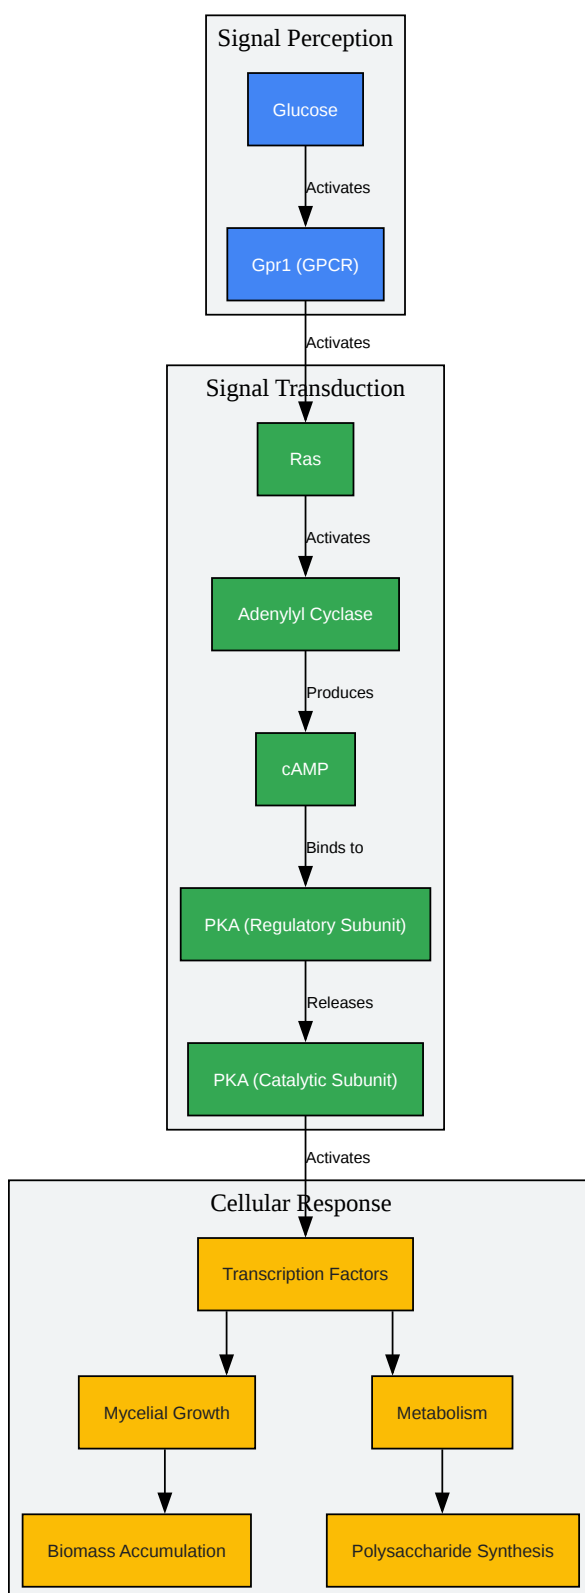 Signal Perception
Glucose
Activates
Gpr1 (GPCR)
Activates
Signal Transduction
Ras
Activates
Adenylyl Cyclase
Produces
cAMP
Binds to
PKA (Regulatory Subunit)
Releases
PKA (Catalytic Subunit)
Activates
Cellular Response
Transcription Factors
Mycelial Growth
Metabolism
Biomass Accumulation
Polysaccharide Synthesis